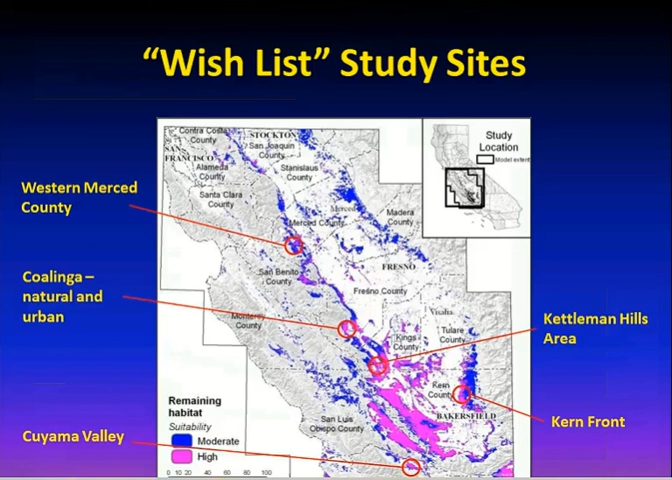 “Wish List” Study Sites
Western Merced
County
Coalinga –
natural and
urban
Cuyama Valley
Kettleman Hills
Area
Kern Front
Study
Location
Model extent
Contra Costa
County
STOCKTON
San Joaquin
County
SAN
FRANCISCO
Alameda
County
Stanislaus
County
Santa Clara
County
Merced
Merced County
Madera
County
FRESNO
San Benito
County
Fresno County
Monterey
County
Visalia
Kings
County
Tulare
County
Kern
County
BAKERSFIELD
San Luis
Obispo County
Remaining
habitat
Suitability
Moderate
High
0 10 20 40 60 80 100